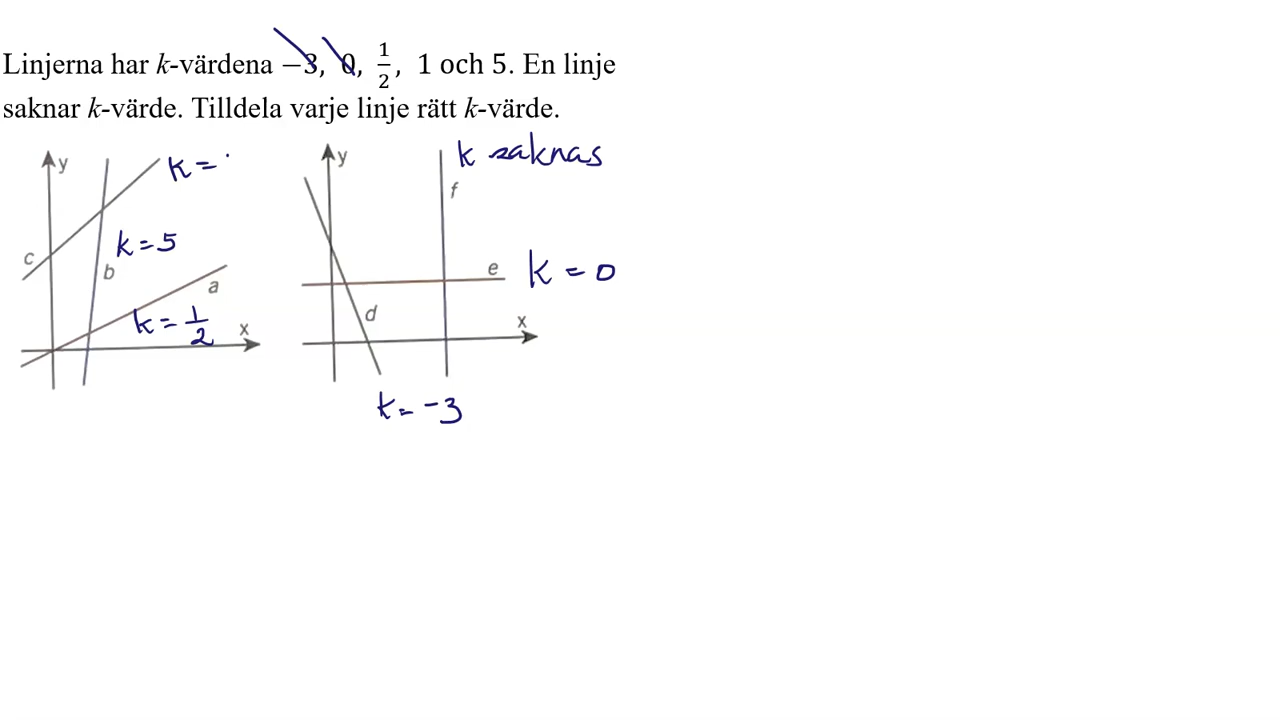 Linjerna har k-värdena −3, 0, 1/2, 1 och 5. En linje
saknar k-värde. Tilldela varje linje rätt k-värde.
y
k =
c
k = 5
b
a
k = 1/2
x
y
k saknas
f
e
k = 0
d
x
k = -3